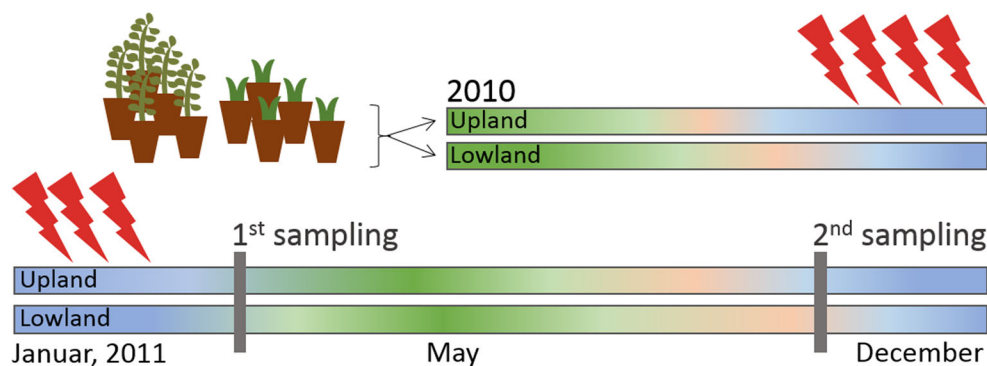 2010
Upland
Lowland
1st sampling
2nd sampling
Upland
Lowland
Januar, 2011
May
December